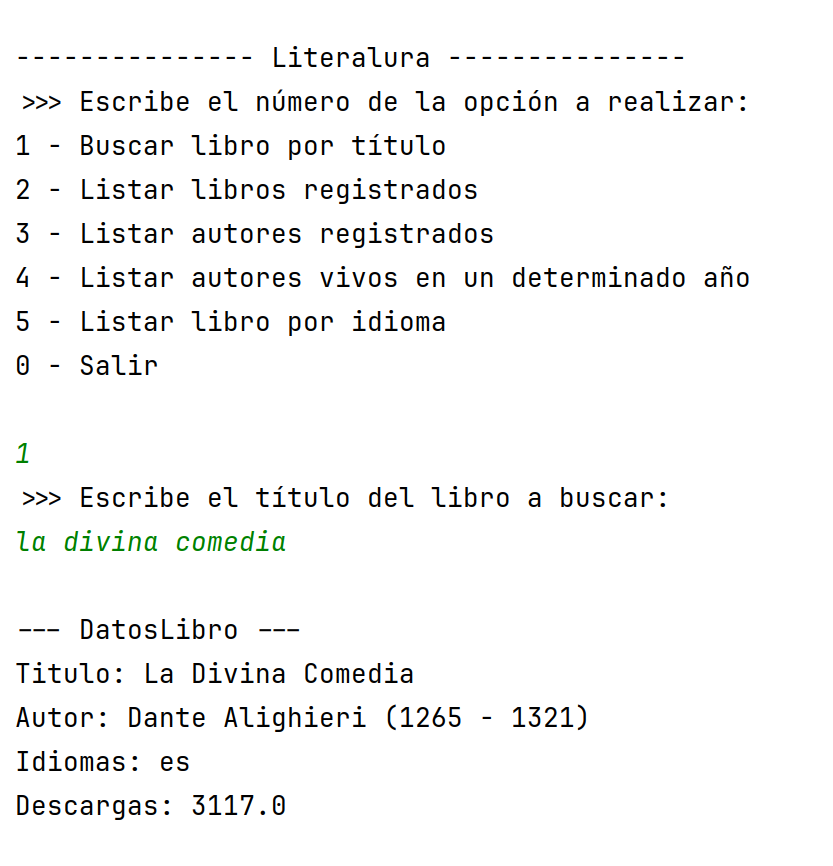 --------------- Literalura ---------------
>>> Escribe el número de la opción a realizar:
1 - Buscar libro por título
2 - Listar libros registrados
3 - Listar autores registrados
4 - Listar autores vivos en un determinado año
5 - Listar libro por idioma
0 - Salir
1
>>> Escribe el título del libro a buscar:
la divina comedia
--- DatosLibro ---
Titulo: La Divina Comedia
Autor: Dante Alighieri (1265 - 1321)
Idiomas: es
Descargas: 3117.0